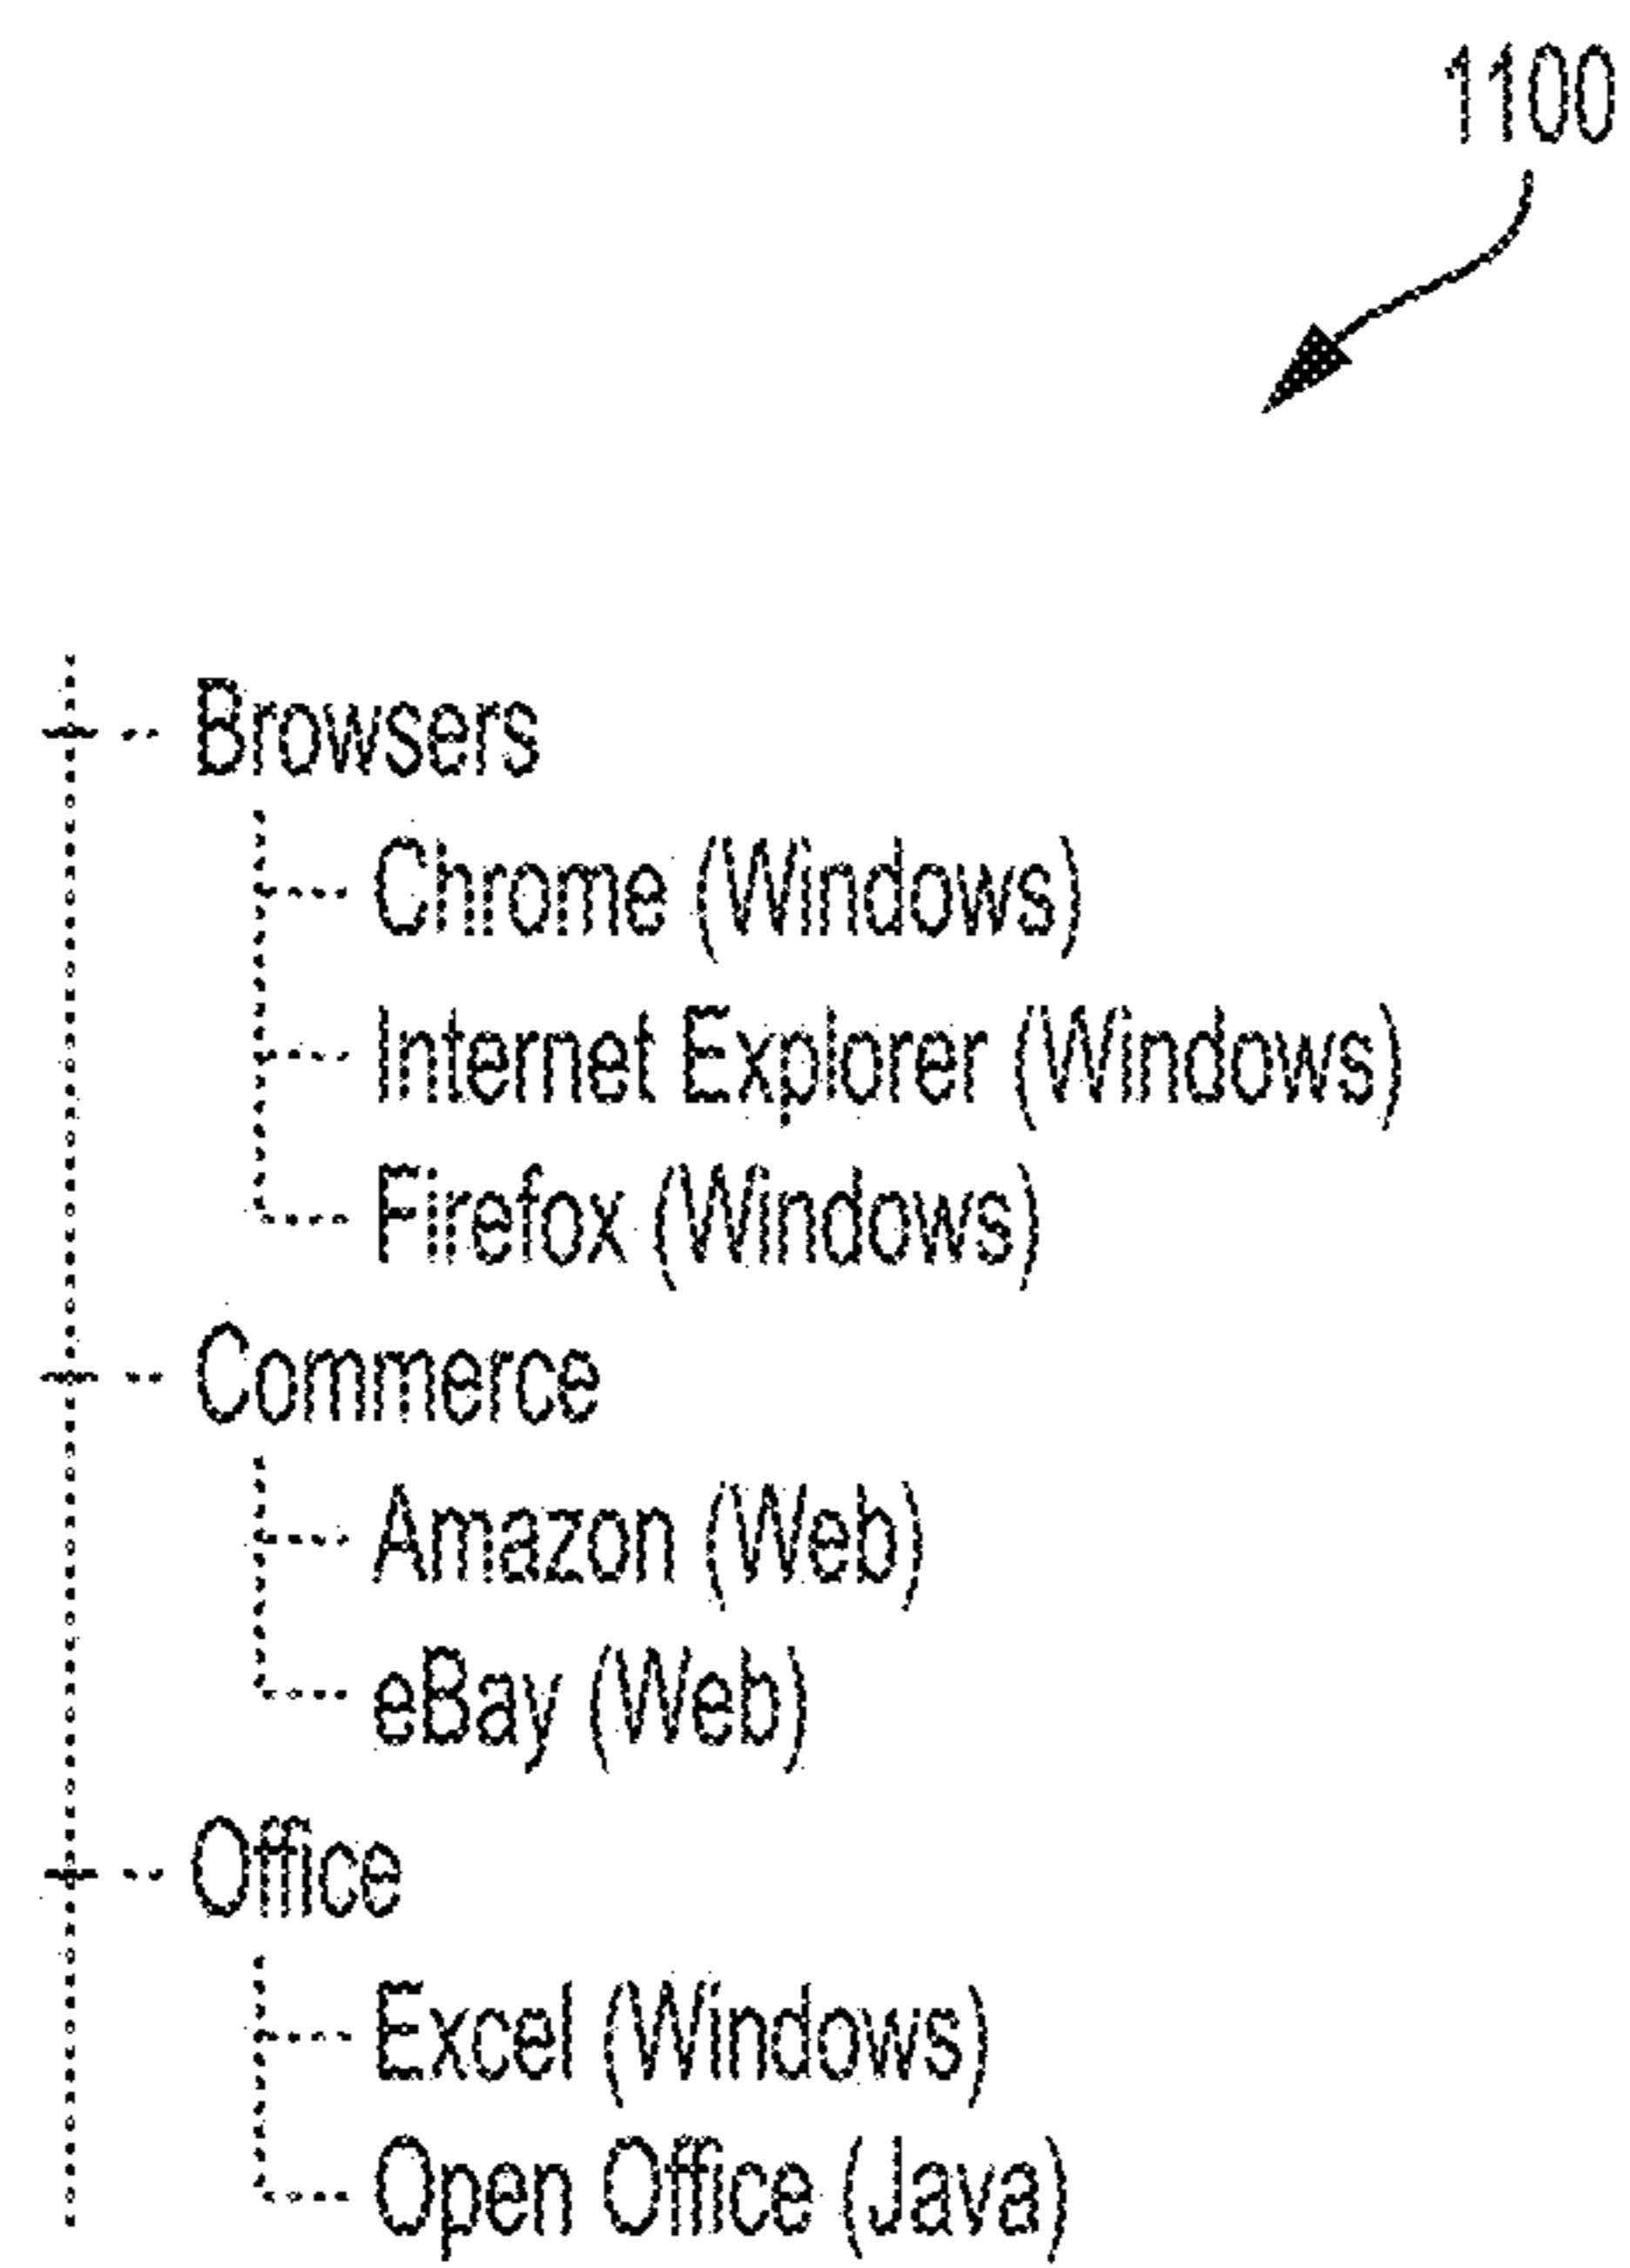 1100
Browsers
Chrome (Windows)
Internet Explorer (Windows)
Firefox (Windows)
Commerce
Amazon (Web)
eBay (Web)
Office
Excel (Windows)
Open Office (Java)